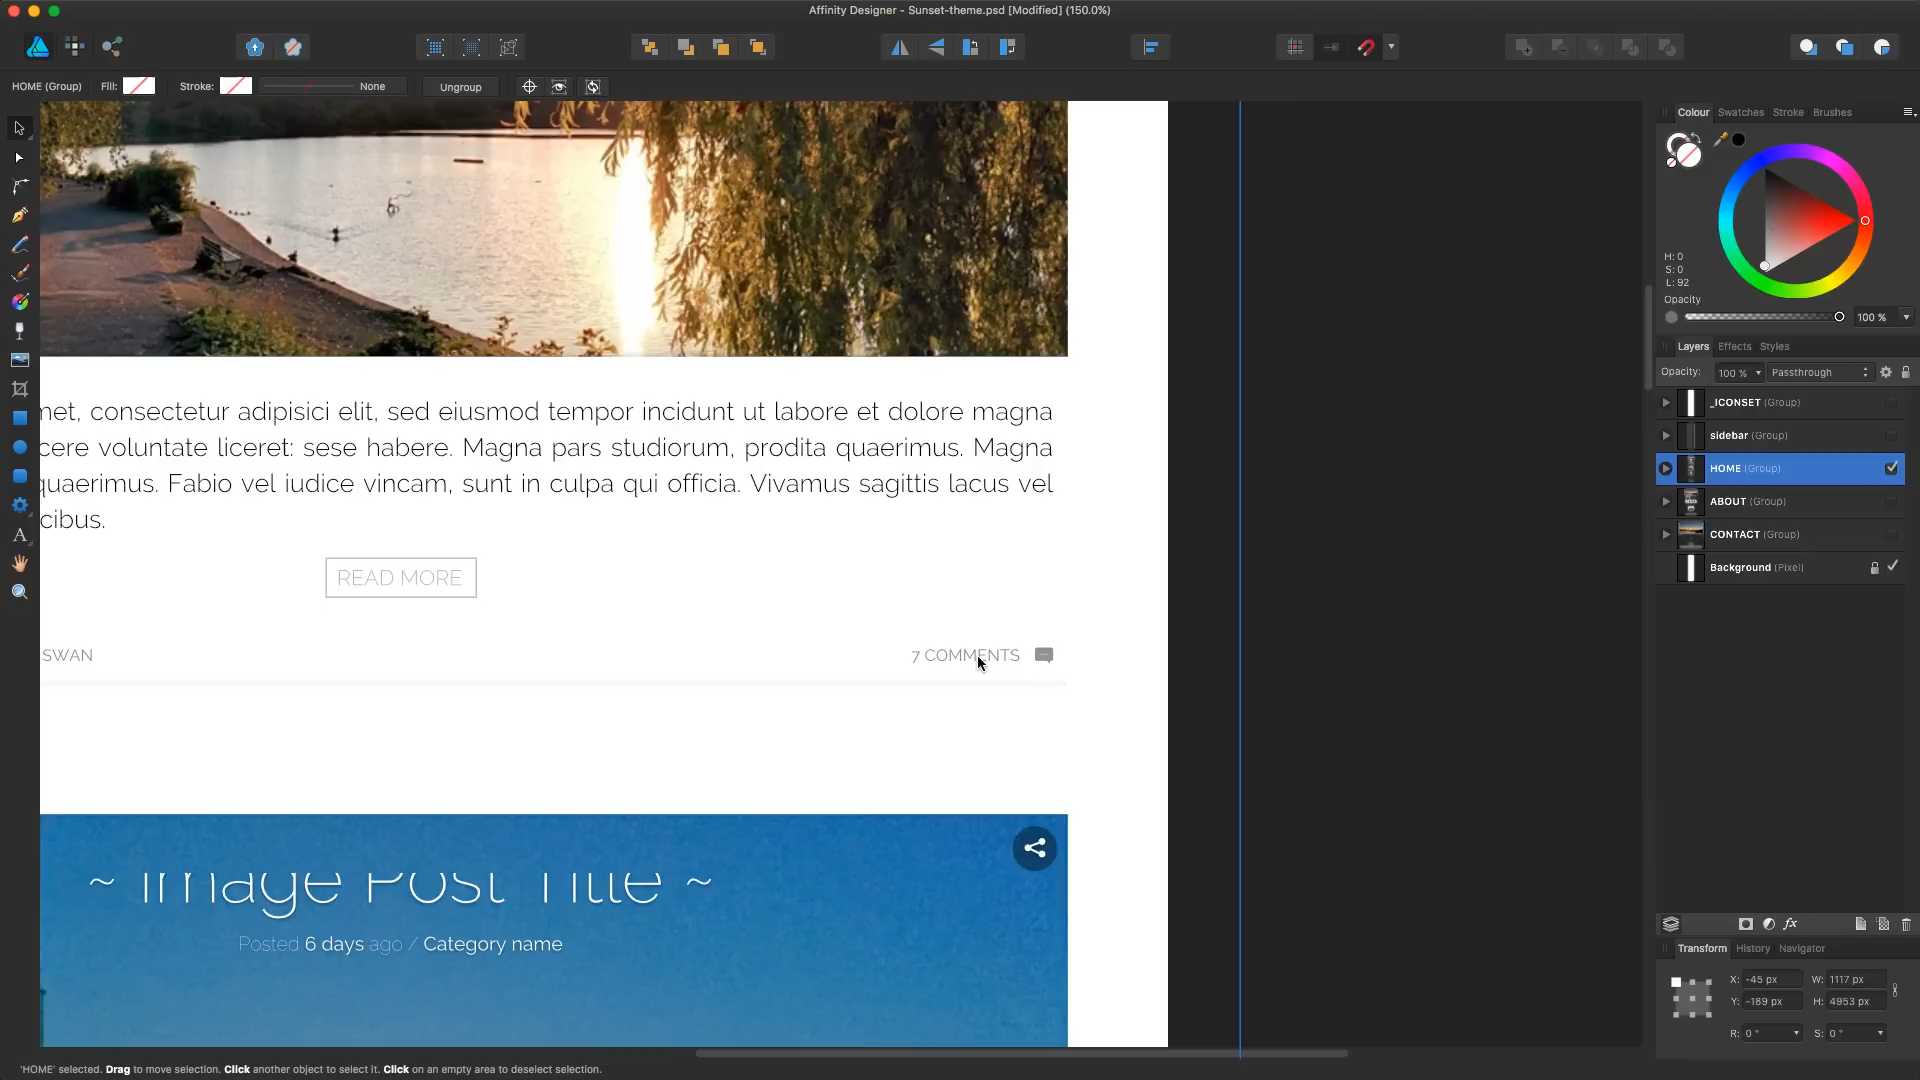 Affinity Designer - Sunset-theme.psd [Modified] (150.0%)
HOME (Group) Fill: Stroke: None Ungroup
Colour Swatches Stroke Brushes
H: 0
S: 0
L: 92
Opacity
100 %
Layers Effects Styles
Opacity: 100 % Passthrough
_ICONSET (Group)
sidebar (Group)
HOME (Group)
ABOUT (Group)
CONTACT (Group)
Background (Pixel)
met, consectetur adipisici elit, sed eiusmod tempor incidunt ut labore et dolore magna
cere voluntate liceret: sese habere. Magna pars studiorum, prodita quaerimus. Magna
quaerimus. Fabio vel iudice vincam, sunt in culpa qui officia. Vivamus sagittis lacus vel
cibus.
READ MORE
SWAN
7 COMMENTS
~ Image Post Title ~
Posted 6 days ago / Category name
fx
Transform History Navigator
X: -45 px W: 1117 px
Y: -189 px H: 4953 px
R: 0 ° S: 0 °
'HOME' selected. Drag to move selection. Click another object to select it. Click on an empty area to deselect selection.